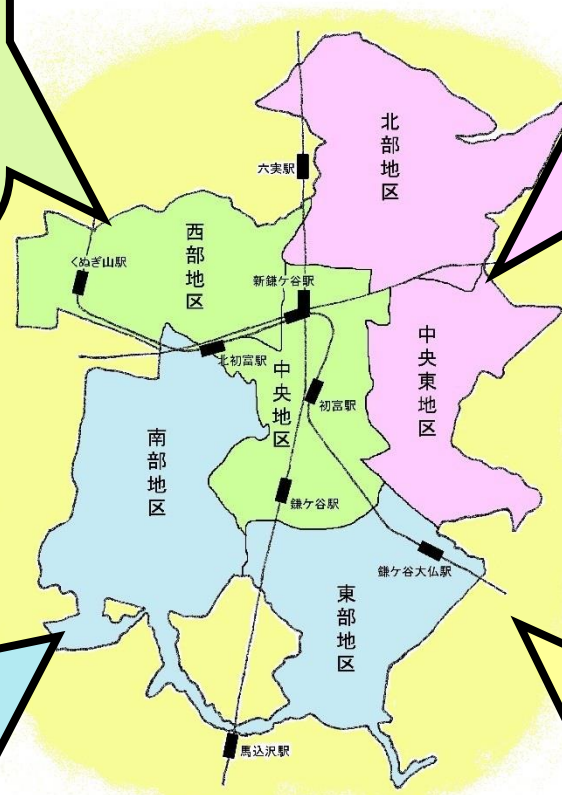 北部地区
六実駅
西部地区
くぬぎ山駅
新鎌ケ谷駅
北初富駅
中央地区
初富駅
中央東地区
南部地区
鎌ケ谷駅
鎌ケ谷大仏駅
東部地区
馬込沢駅